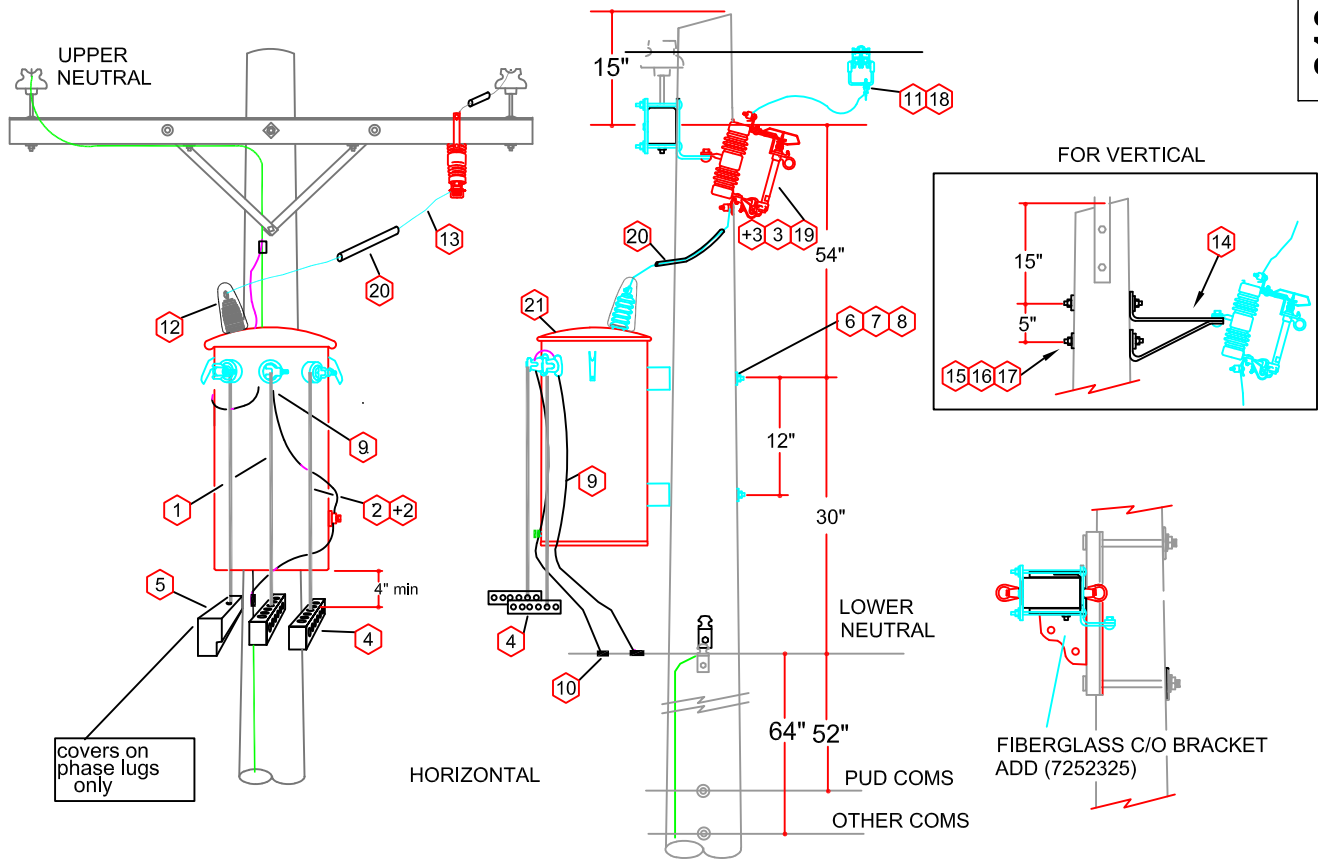 UPPER
NEUTRAL
15"
11 18
FOR VERTICAL
13
20
+3 3 19
20
54"
14
15"
5"
12
21
6 7 8
15 16 17
9
12"
1
2 +2
9
30"
5
4" min
4
4
LOWER
NEUTRAL
10
64" 52"
covers on
phase lugs
only
HORIZONTAL
PUD COMS
OTHER COMS
FIBERGLASS C/O BRACKET
ADD (7252325)